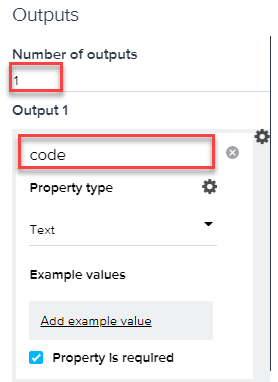 Outputs
Number of outputs
1
Output 1
code
Property type
Text
Example values
Add example value
Property is required